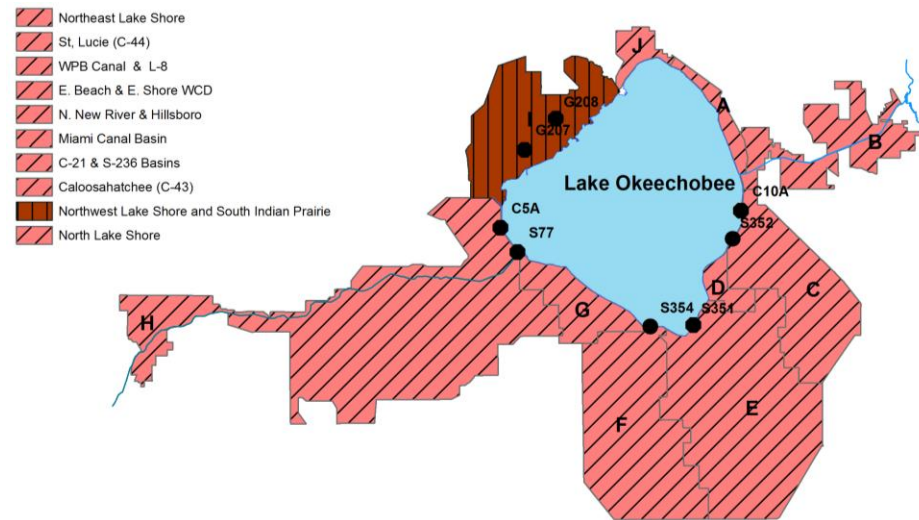 Northeast Lake Shore
St, Lucie (C-44)
WPB Canal & L-8
E. Beach & E. Shore WCD
N. New River & Hillsboro
Miami Canal Basin
C-21 & S-236 Basins
Caloosahatchee (C-43)
Northwest Lake Shore and South Indian Prairie
North Lake Shore
J
G208
I
A
G207
B
Lake Okeechobee
C10A
C5A
S352
S77
D
C
G
S354
S351
H
F
E